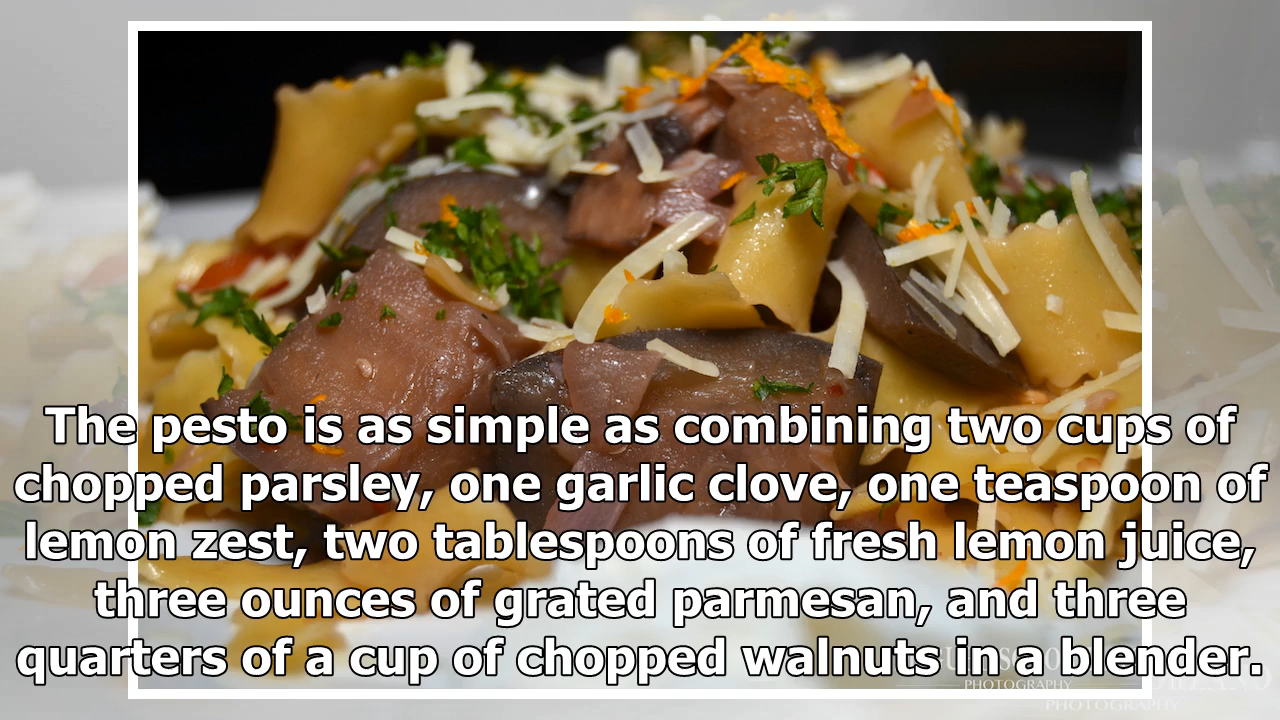 The pesto is as simple as combining two cups of
chopped parsley, one garlic clove, one teaspoon of
lemon zest, two tablespoons of fresh lemon juice,
three ounces of grated parmesan, and three
quarters of a cup of chopped walnuts in a blender.
PHOTOGRAPHY
PHOTOGRAPHY